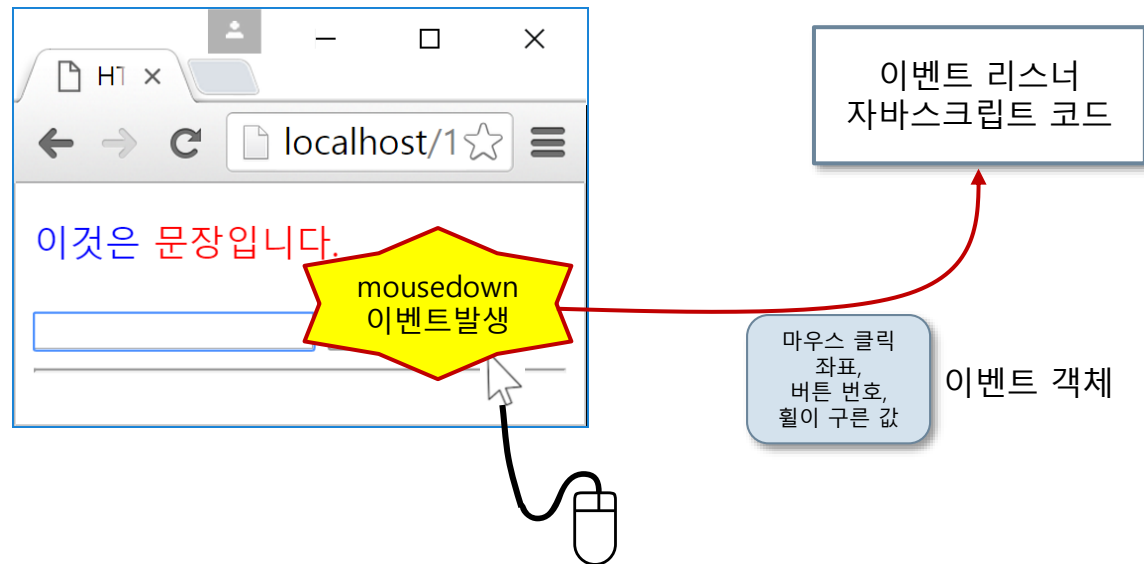 HT
localhost/1
이것은 문장입니다.
mousedown
이벤트발생
이벤트 리스너
자바스크립트 코드
마우스 클릭
좌표,
버튼 번호,
휠이 구른 값
이벤트 객체